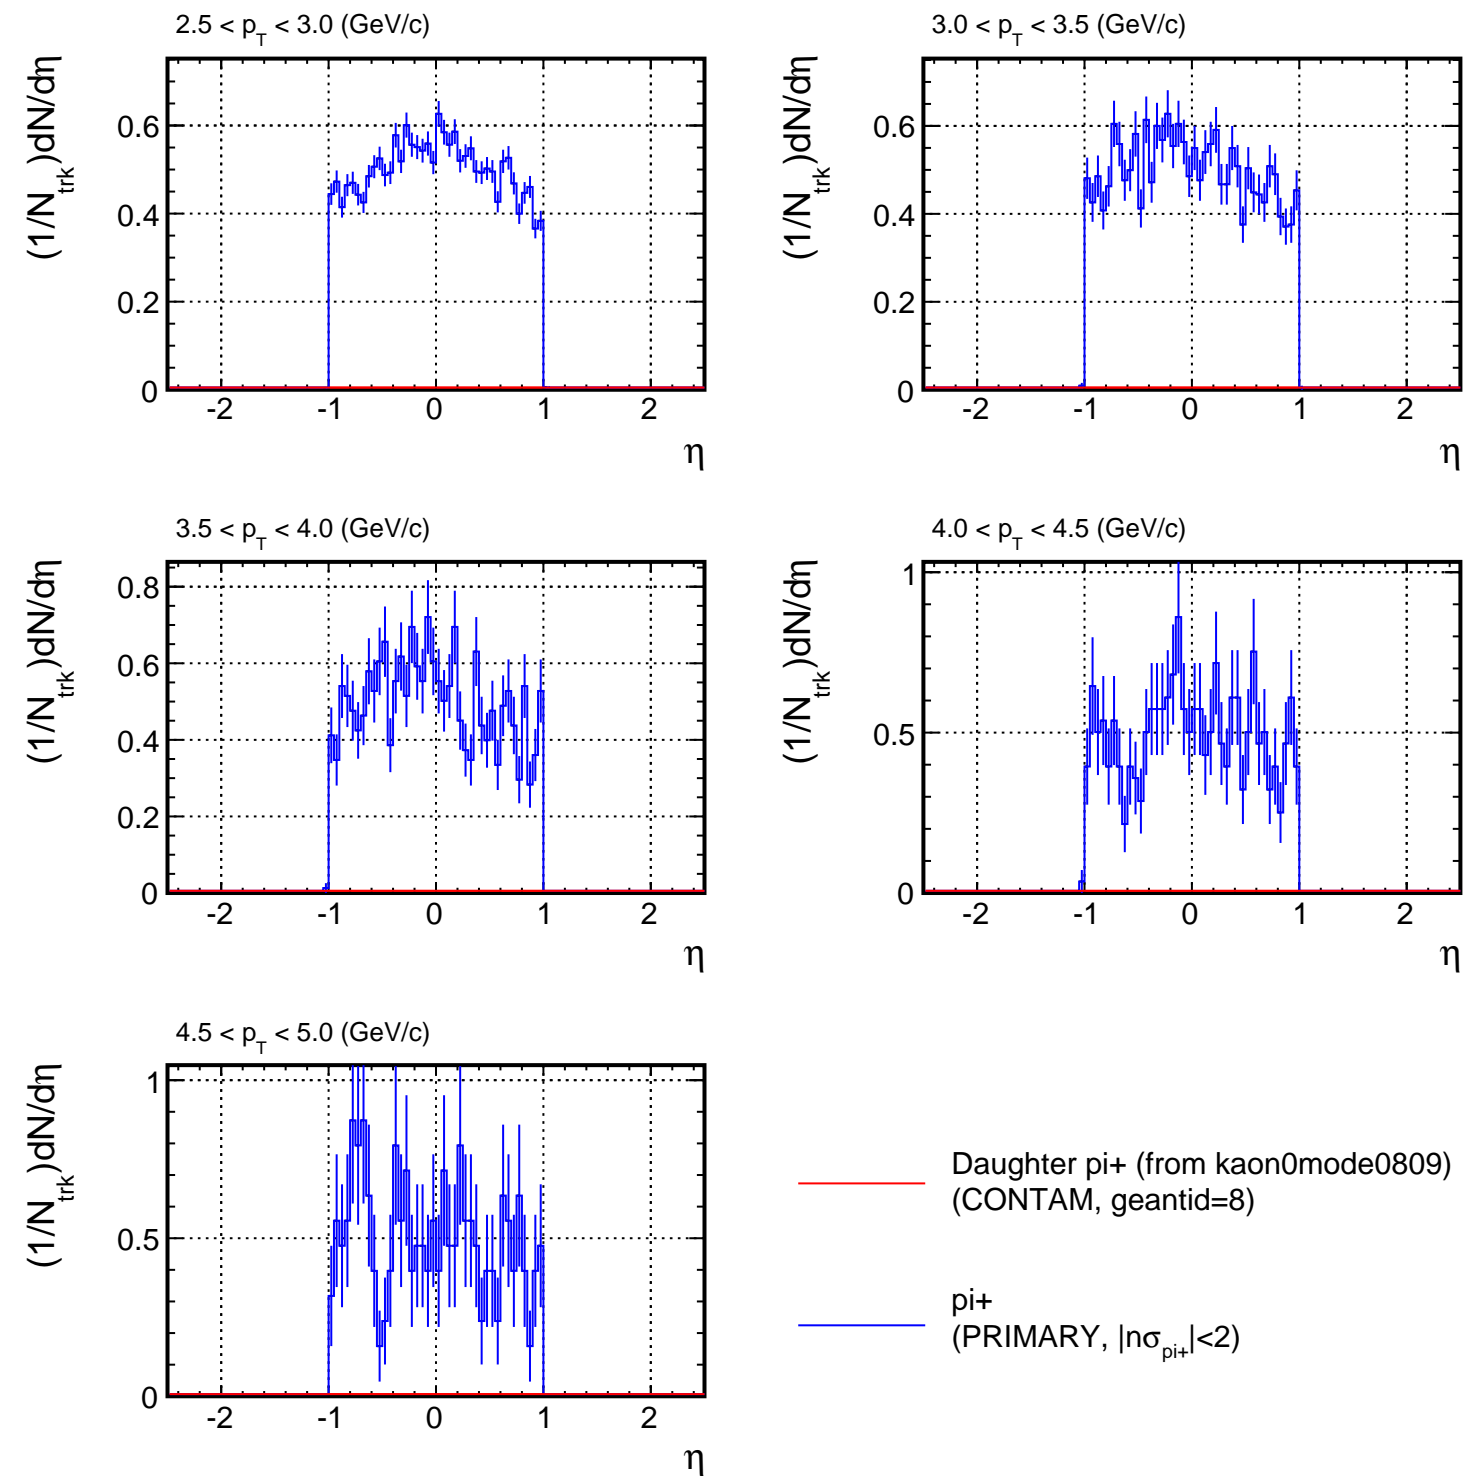 2.5 < p_T < 3.0 (GeV/c)
(1/N_trk)dN/dη
0.6
0.4
0.2
0
-2 -1 0 1 2
η
3.0 < p_T < 3.5 (GeV/c)
(1/N_trk)dN/dη
0.6
0.4
0.2
0
-2 -1 0 1 2
η
3.5 < p_T < 4.0 (GeV/c)
(1/N_trk)dN/dη
0.8
0.6
0.4
0.2
0
-2 -1 0 1 2
η
4.0 < p_T < 4.5 (GeV/c)
(1/N_trk)dN/dη
1
0.5
0
-2 -1 0 1 2
η
4.5 < p_T < 5.0 (GeV/c)
(1/N_trk)dN/dη
1
0.5
0
-2 -1 0 1 2
η
Daughter pi+ (from kaon0mode0809)
(CONTAM, geantid=8)
pi+
(PRIMARY, |nσ_pi+|<2)